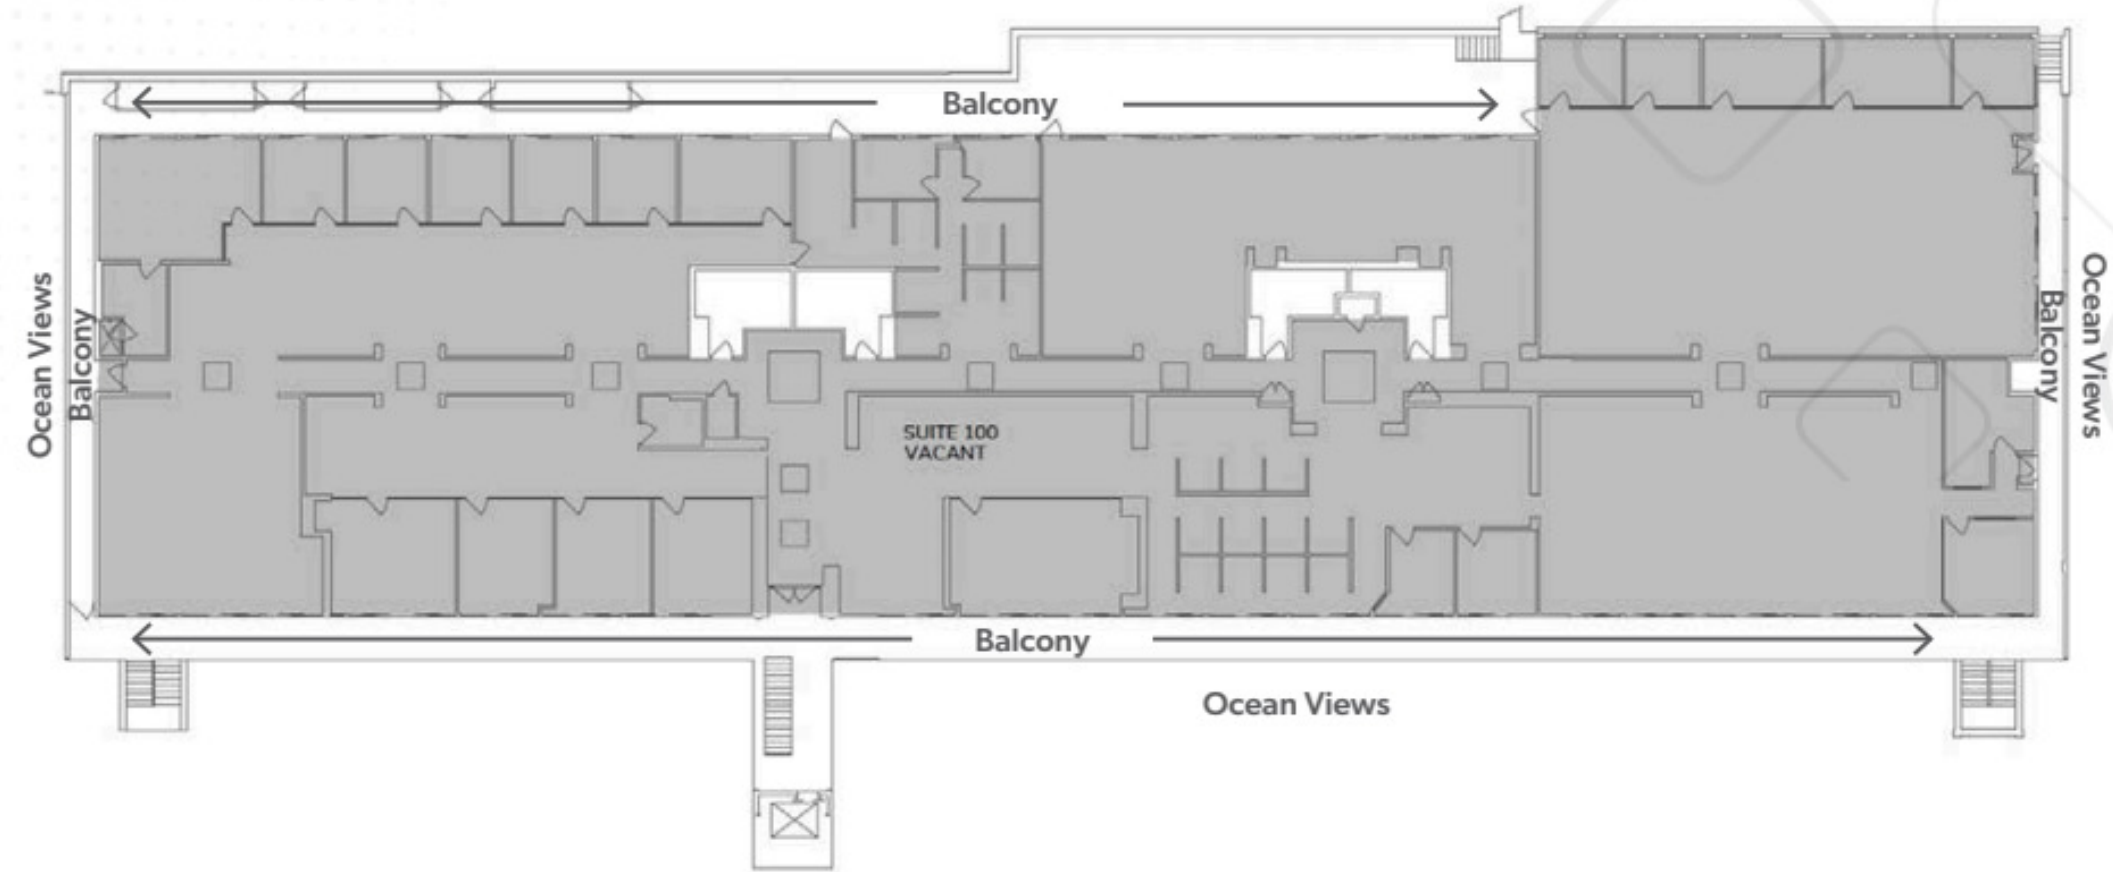 Balcony
Ocean Views
Balcony
SUITE 100
VACANT
Balcony
Ocean Views
Balcony
Ocean Views